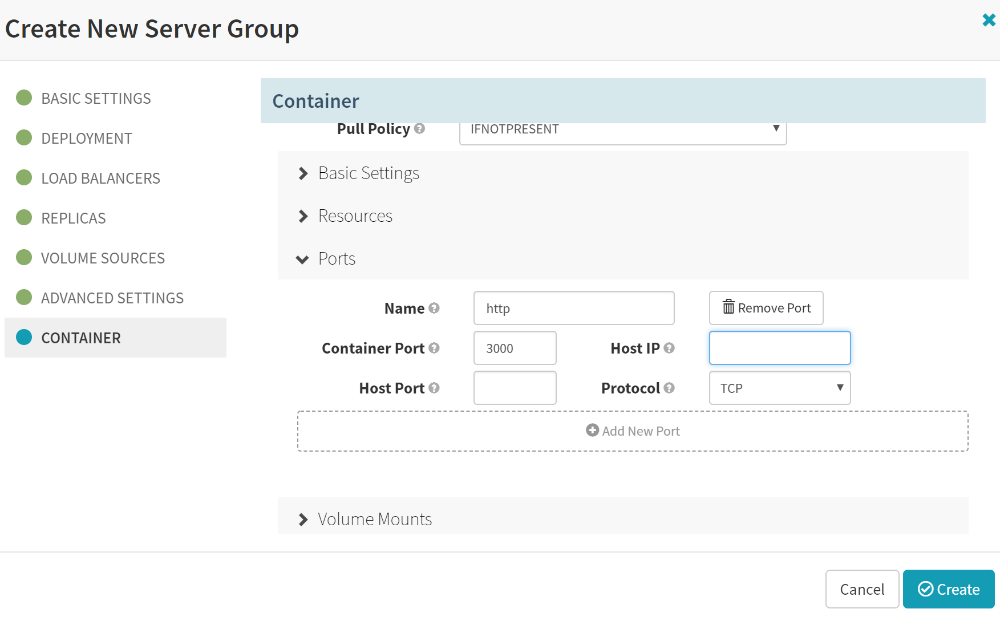 Create New Server Group
BASIC SETTINGS
DEPLOYMENT
LOAD BALANCERS
REPLICAS
VOLUME SOURCES
ADVANCED SETTINGS
CONTAINER
Container
Pull Policy IFNOTPRESENT
Basic Settings
Resources
Ports
Name http Remove Port
Container Port 3000 Host IP
Host Port Protocol TCP
Add New Port
Volume Mounts
Cancel Create